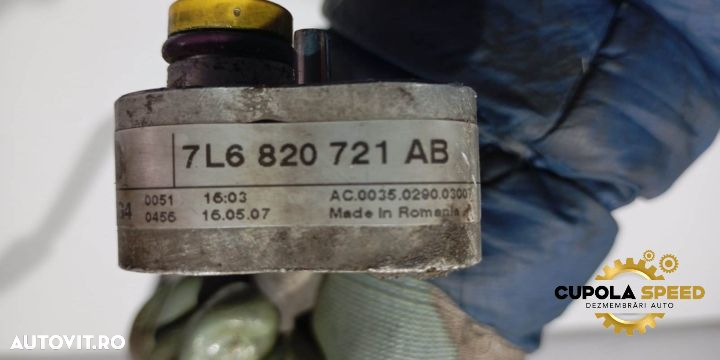 7L6 820 721 AB
0051 16:03 AC.0035.0290.0300
0456 16.05.07 Made in Romania
CUPOLA SPEED
DEZMEMBRĂRI AUTO
AUTOVIT.RO